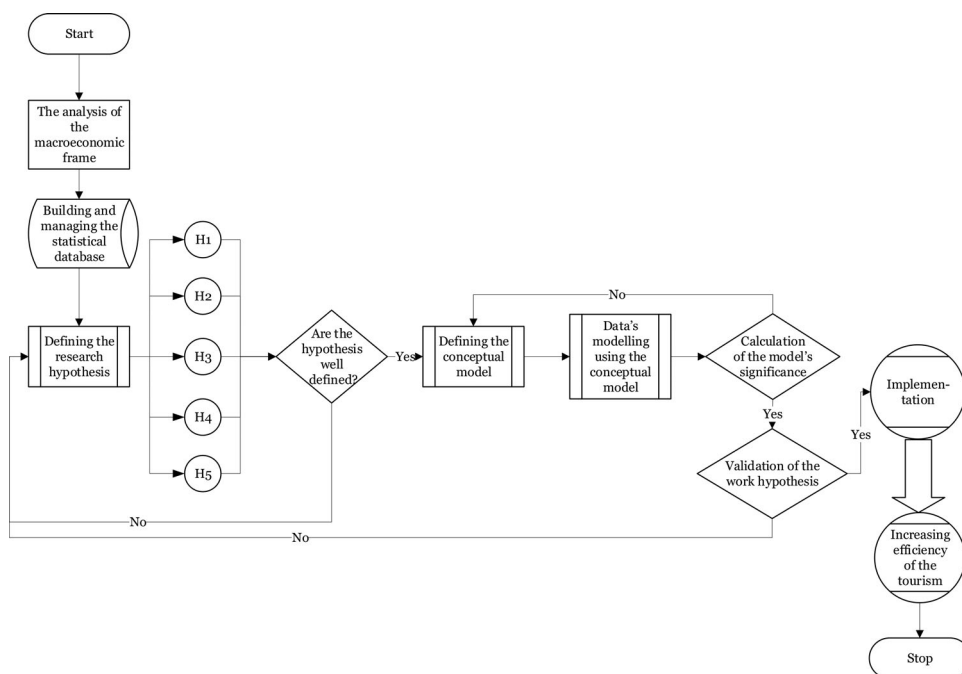 Start
The analysis of
the
macroeconomic
frame
Building and
managing the
statistical
database
Defining the
research
hypothesis
H1
H2
H3
H4
H5
Are the
hypothesis
well
defined?
Yes
No
Defining the
conceptual
model
Data's
modelling
using the
conceptual
model
No
Calculation
of the model's
significance
Yes
Validation of the
work hypothesis
No
Yes
Implemen-
tation
Increasing
efficiency
of the
tourism
Stop